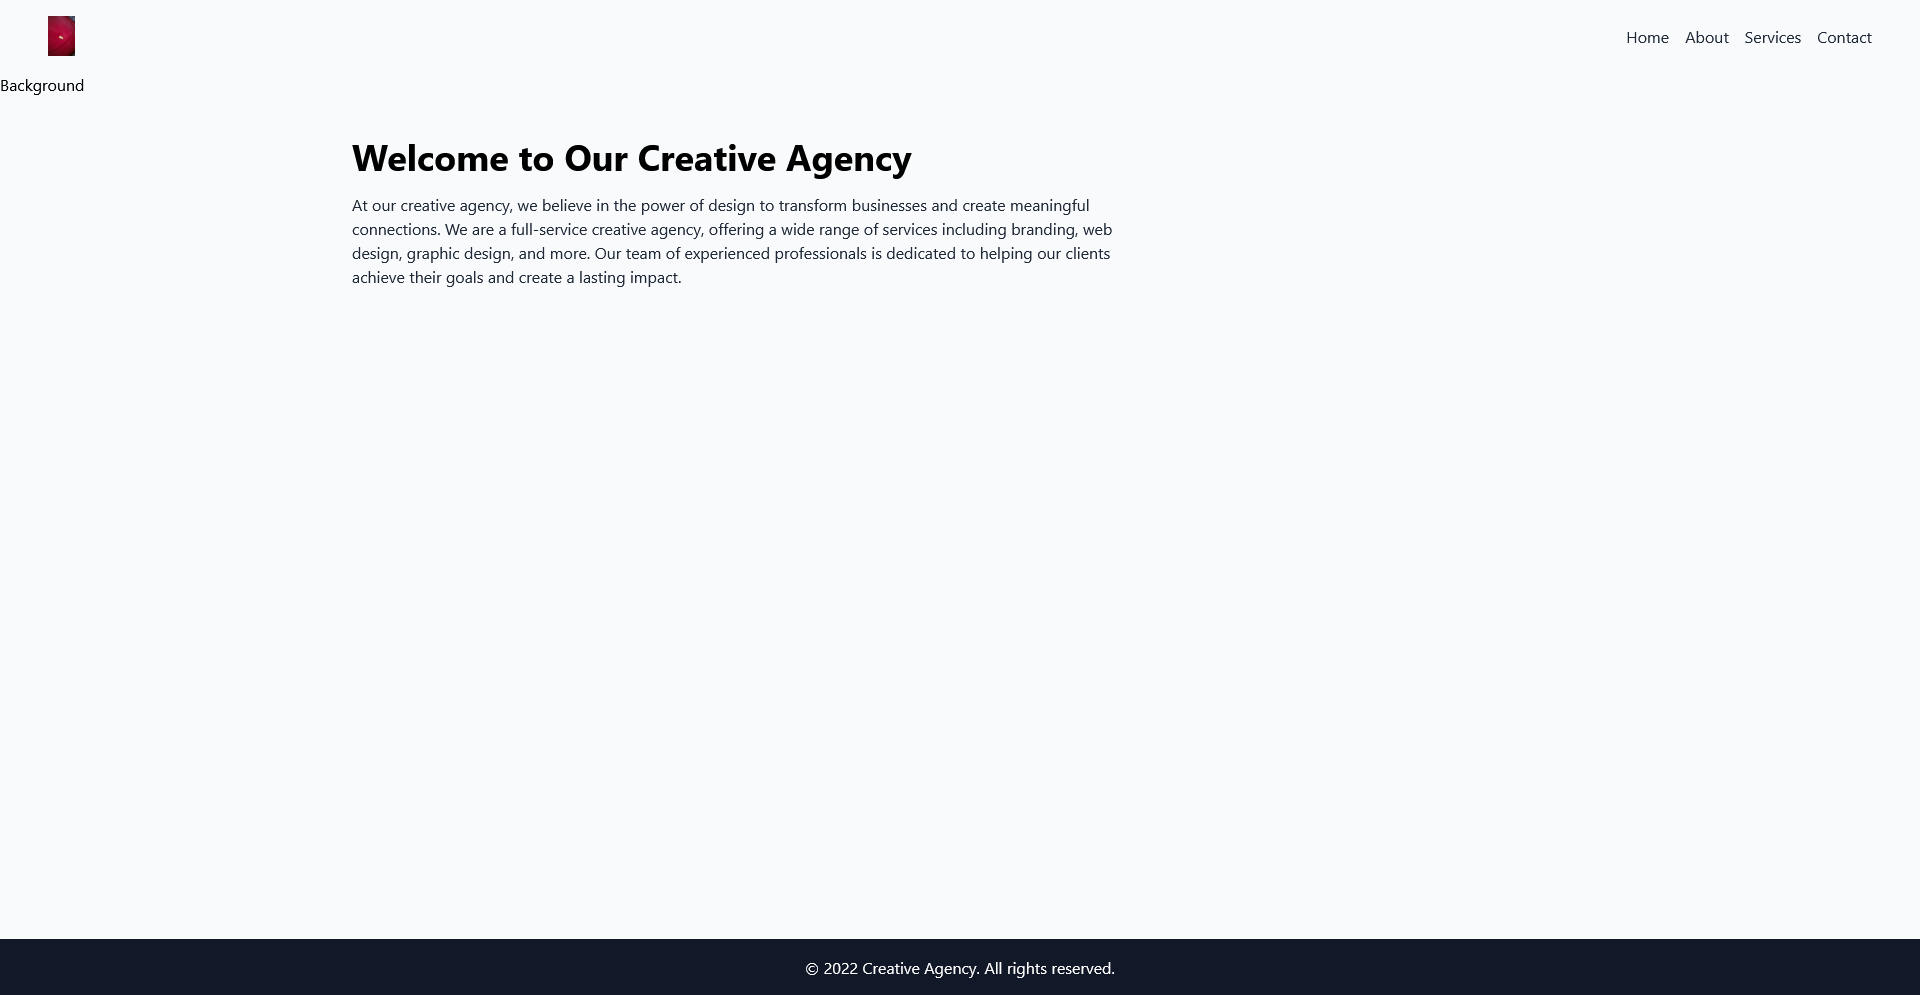 Home About Services Contact
Background
Welcome to Our Creative Agency
At our creative agency, we believe in the power of design to transform businesses and create meaningful
connections. We are a full-service creative agency, offering a wide range of services including branding, web
design, graphic design, and more. Our team of experienced professionals is dedicated to helping our clients
achieve their goals and create a lasting impact.
© 2022 Creative Agency. All rights reserved.